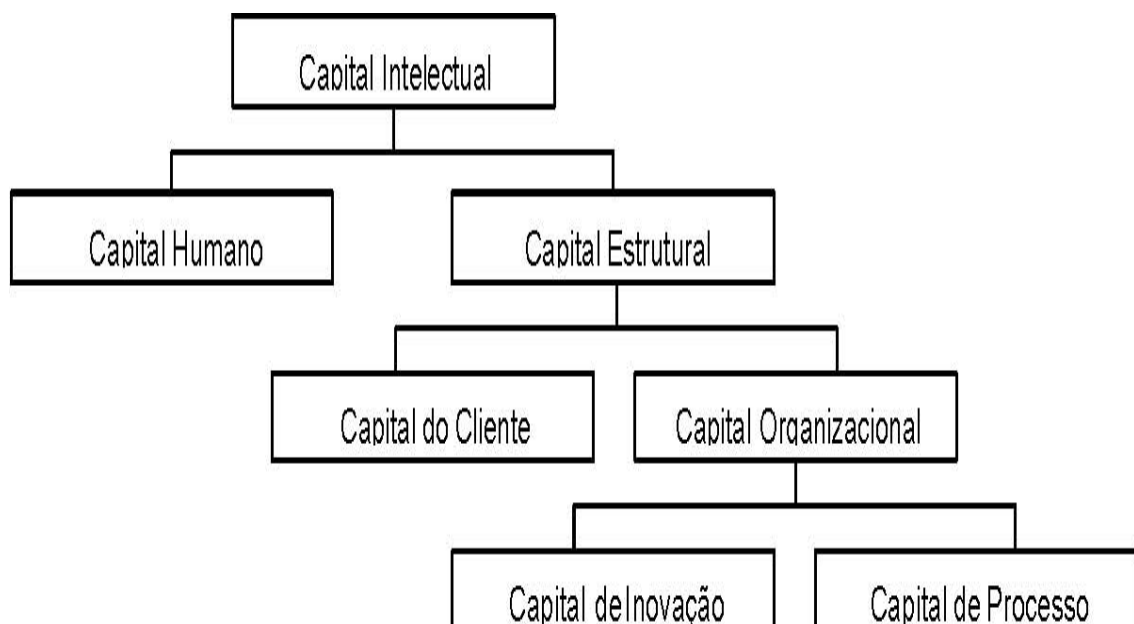 Capital Intelectual
Capital Humano
Capital Estrutural
Capital do Cliente
Capital Organizacional
Capital de Inovação
Capital de Processo